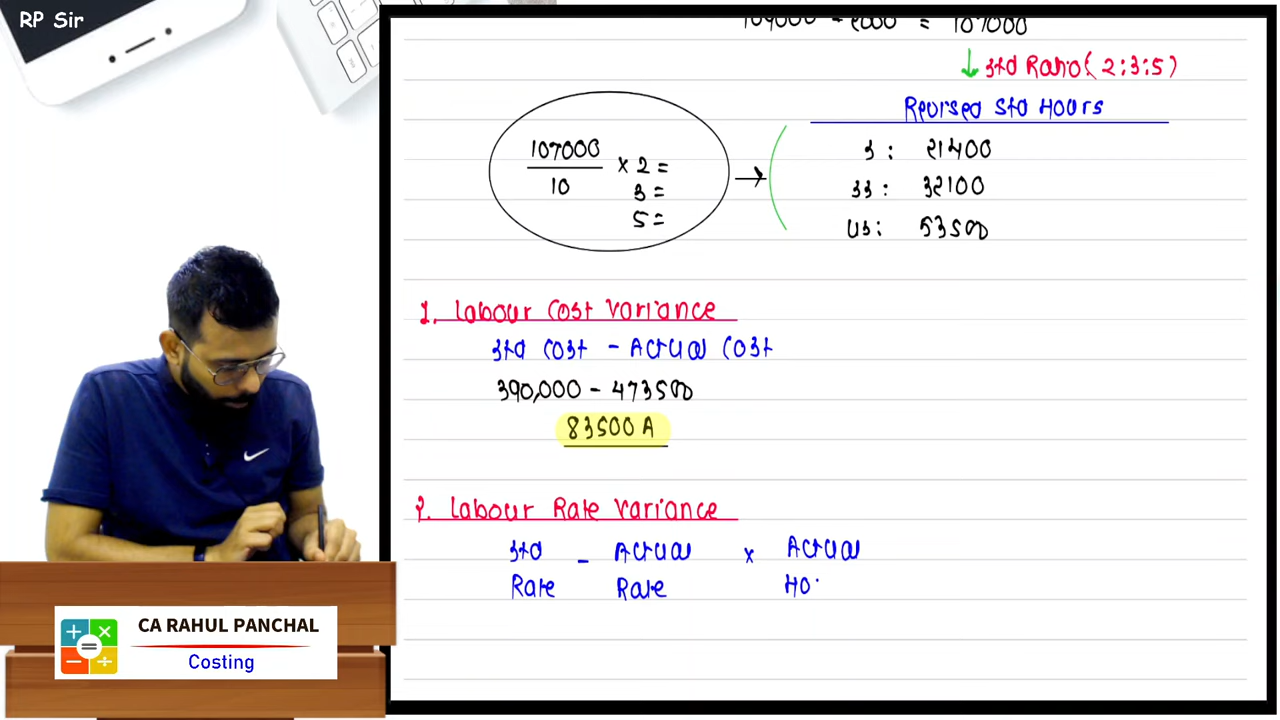 RP Sir
109000 - 2000 = 107000
↓ Std Ratio (2:3:5)
Revised Std Hours
107000 / 10 × 2 =
3 =
5 =
→
S : 21400
SS : 32100
US : 53500
1. Labour Cost Variance
Std Cost - Actual Cost
390,000 - 473500
83500 A
2. Labour Rate Variance
Std Rate - Actual Rate × Actual Ho
CA RAHUL PANCHAL
Costing